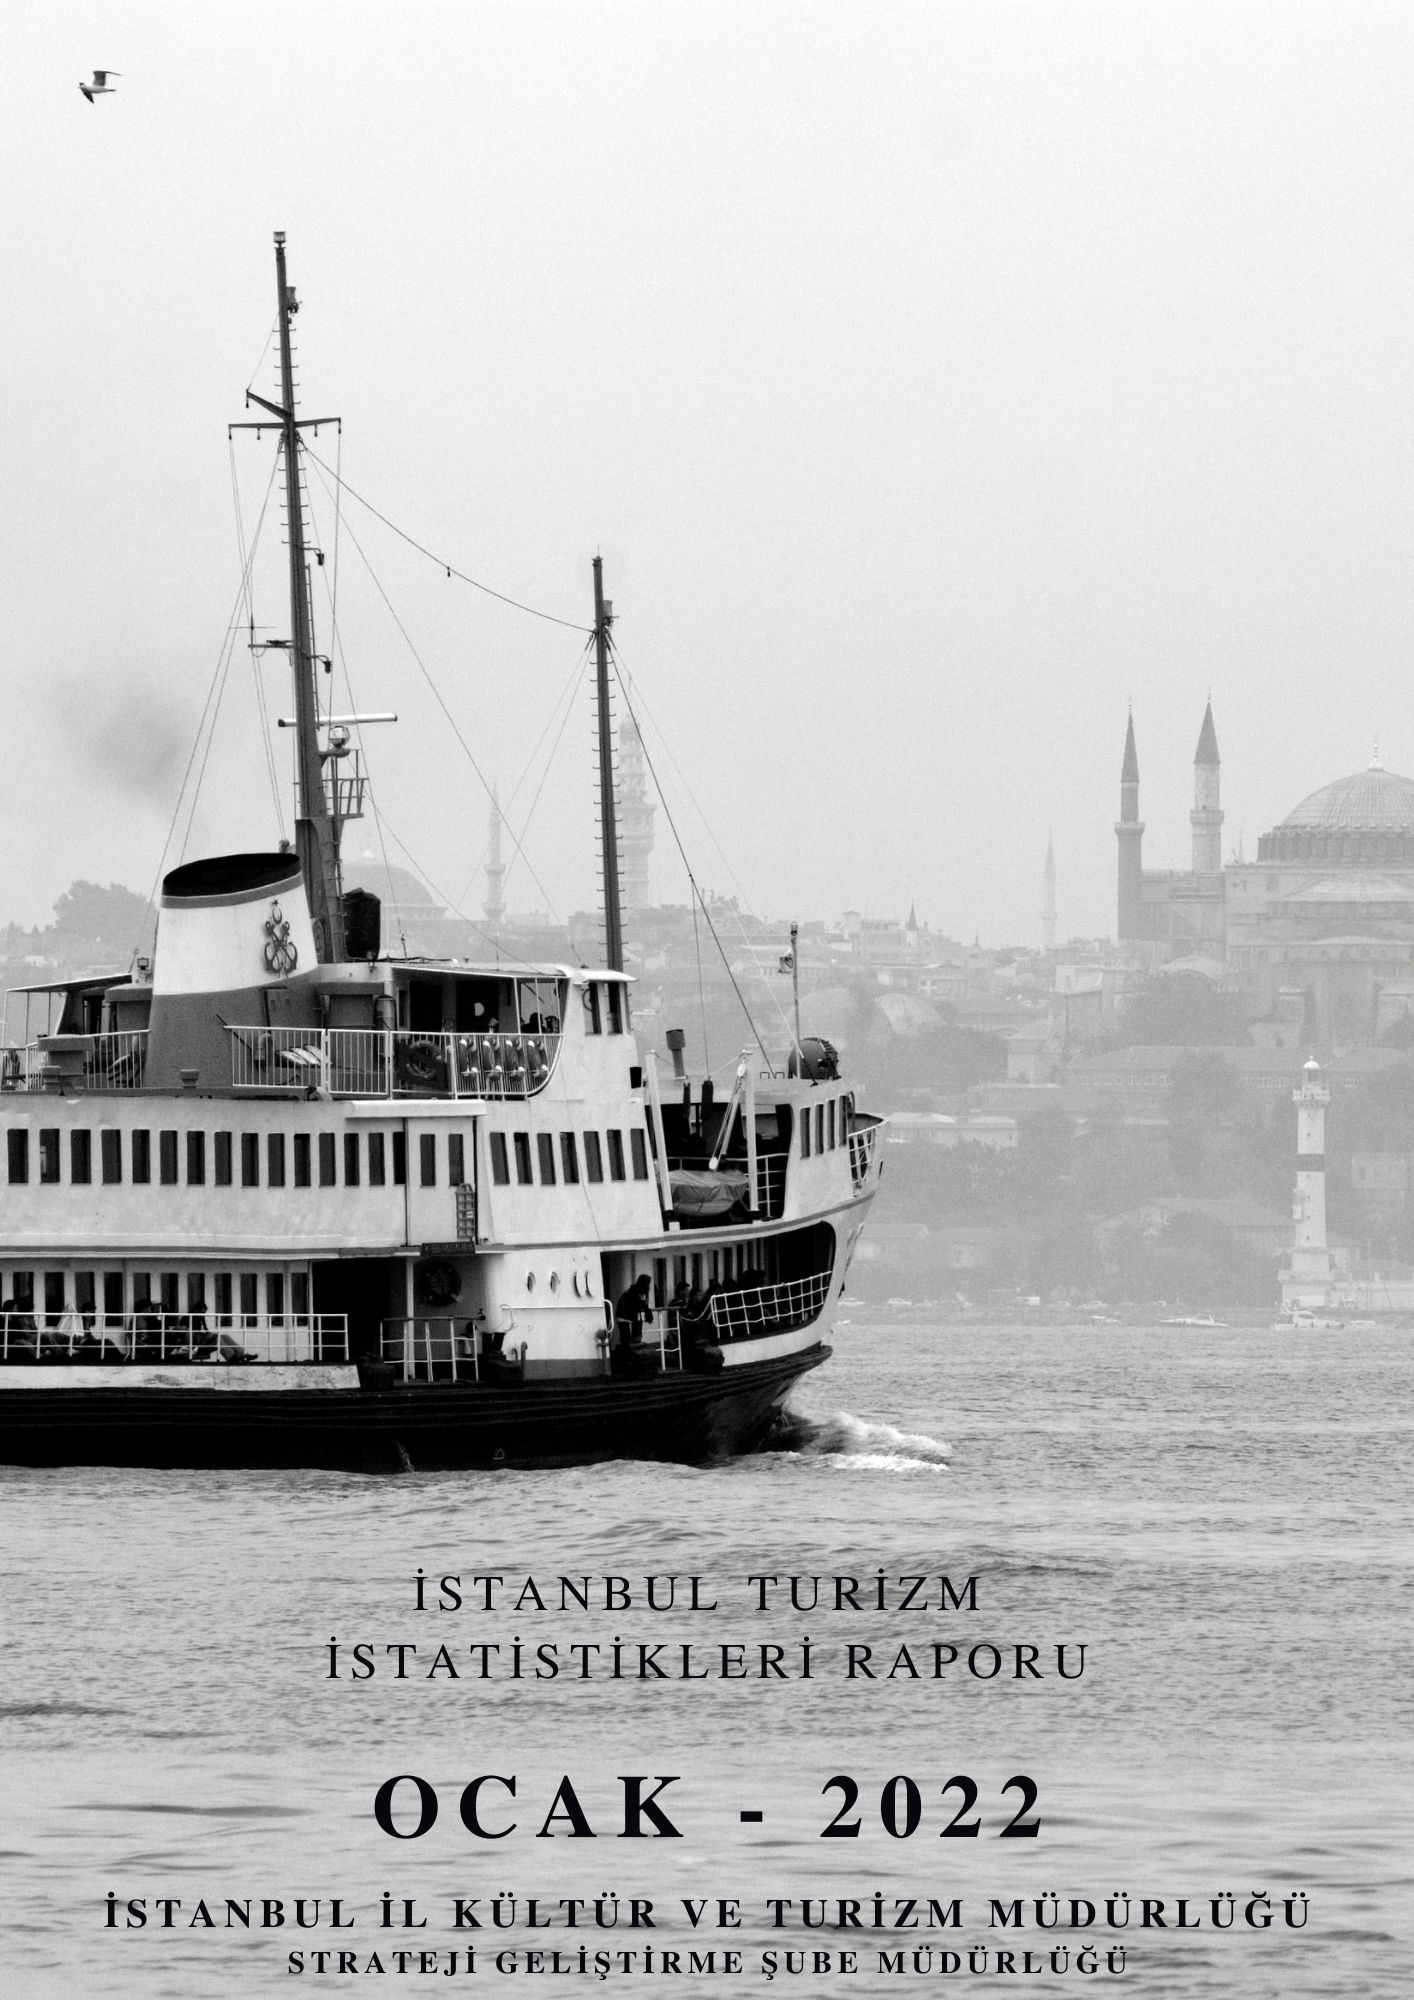 İSTANBUL TURİZM
İSTATİSTİKLERİ RAPORU
OCAK - 2022
İSTANBUL İL KÜLTÜR VE TURİZM MÜDÜRLÜĞÜ
STRATEJİ GELİŞTİRME ŞUBE MÜDÜRLÜĞÜ